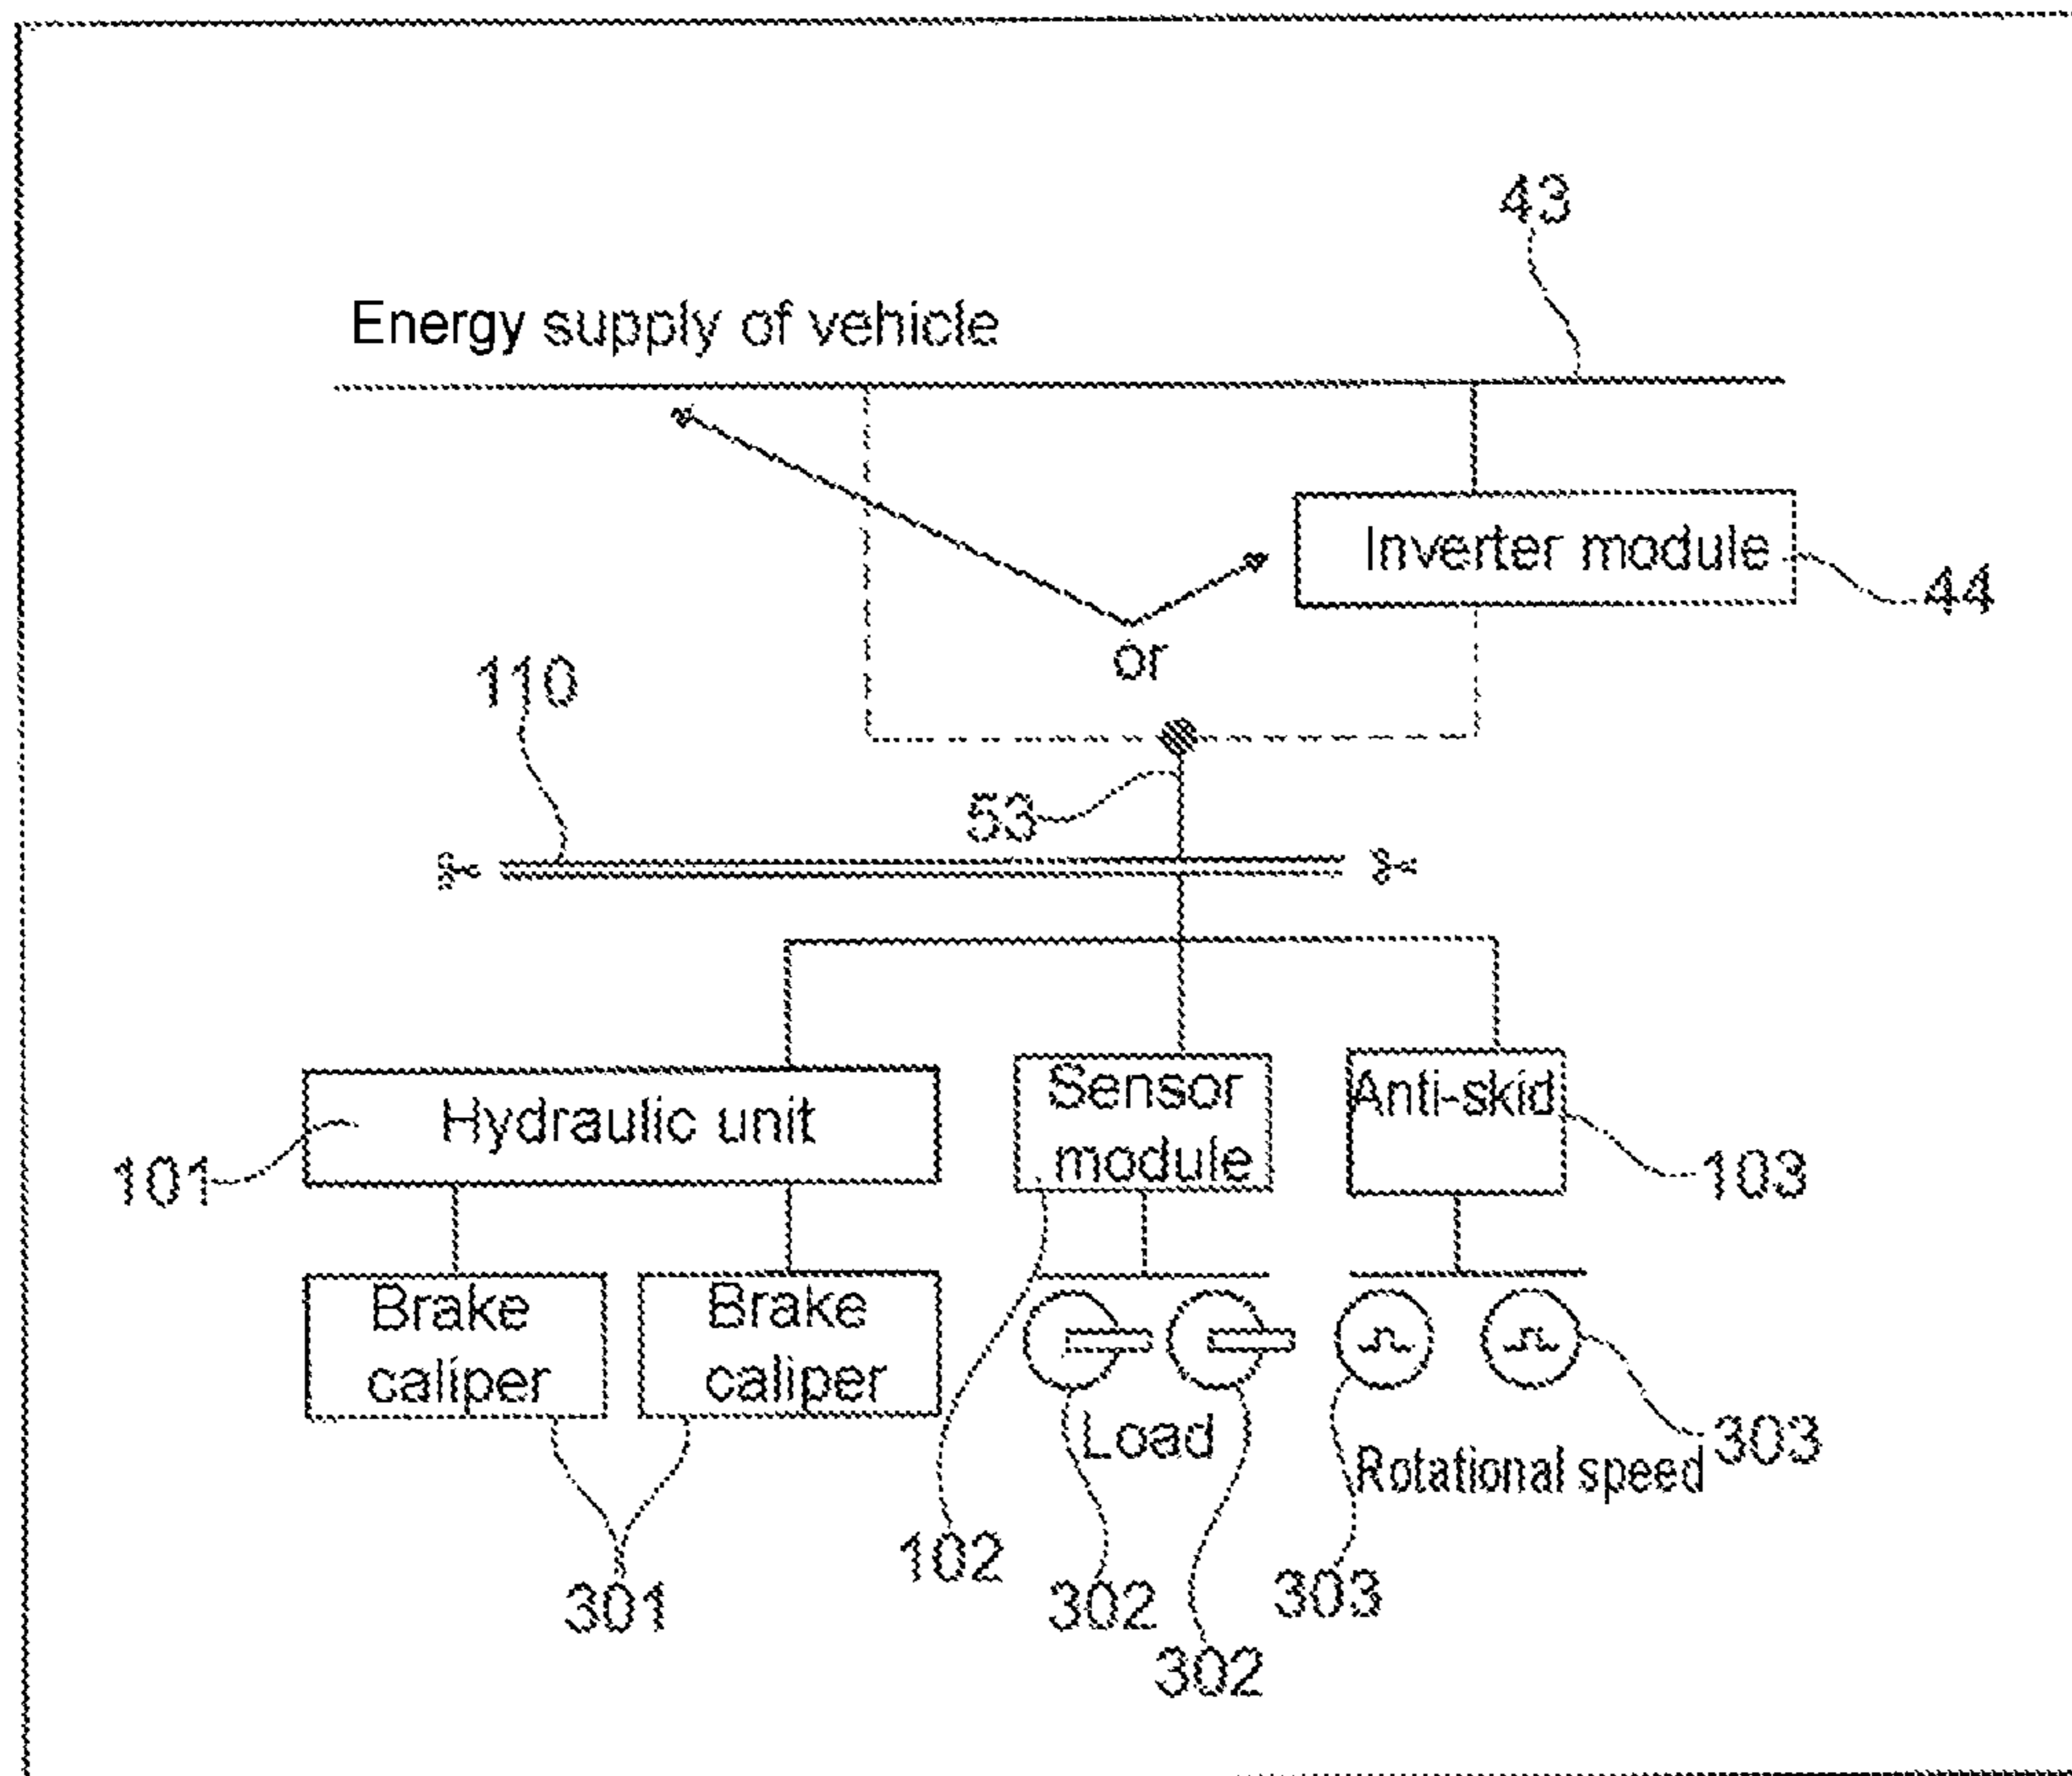 43
Energy supply of vehicle
Inverter module
44
or
110
53
Hydraulic unit
101
Sensor
module
Anti-skid
103
Brake
caliper
Brake
caliper
Load
303
Rotational speed
102
301
302
303
302